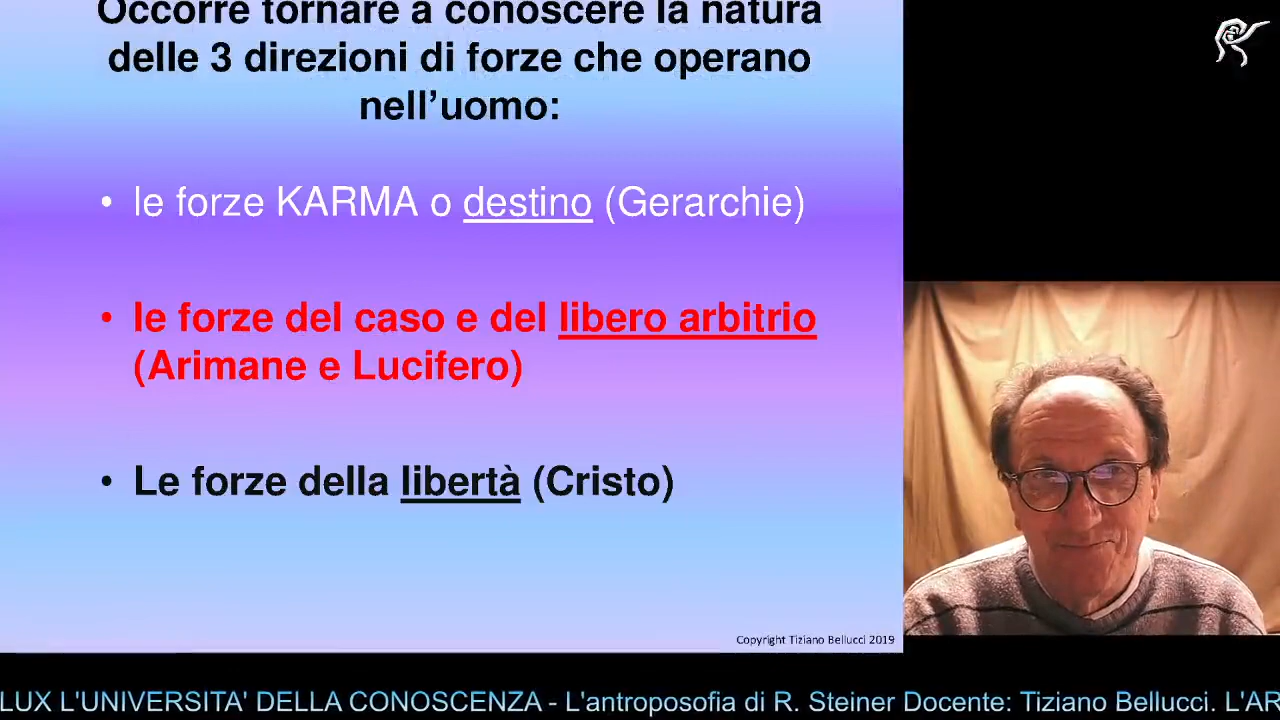 Occorre tornare a conoscere la natura
delle 3 direzioni di forze che operano
nell'uomo:
• le forze KARMA o destino (Gerarchie)
• le forze del caso e del libero arbitrio
(Arimane e Lucifero)
• Le forze della libertà (Cristo)
Copyright Tiziano Bellucci 2019
LUX L'UNIVERSITA' DELLA CONOSCENZA - L'antroposofia di R. Steiner Docente: Tiziano Bellucci. L'AR